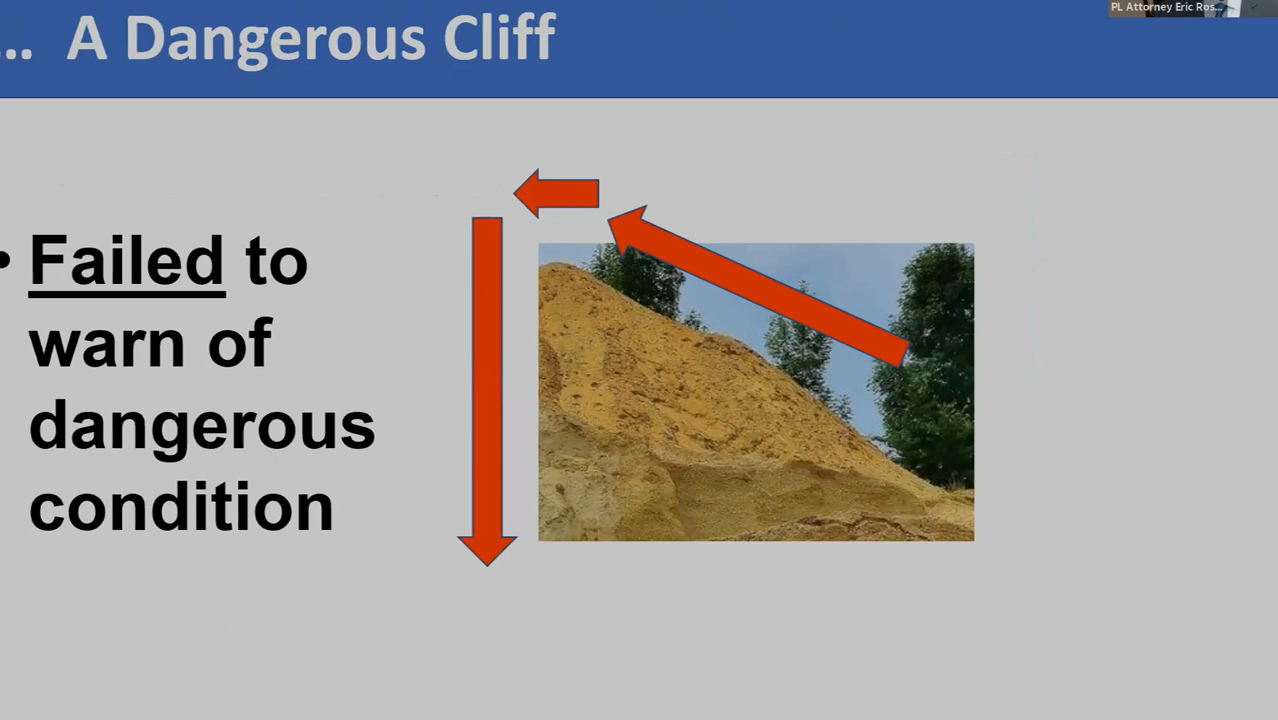 PL Attorney Eric Ros...
... A Dangerous Cliff
• Failed to
warn of
dangerous
condition